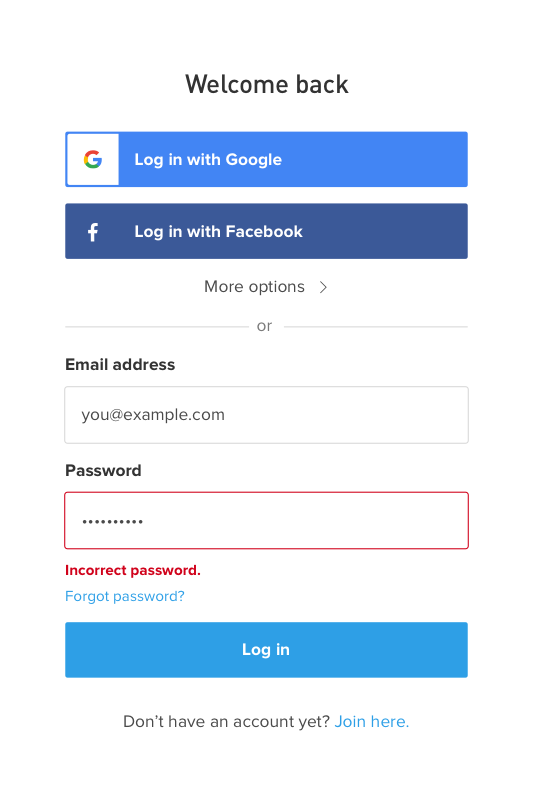 Welcome back
Log in with Google
Log in with Facebook
More options
or
Email address
you@example.com
Password
••••••••••
Incorrect password.
Forgot password?
Log in
Don’t have an account yet? Join here.